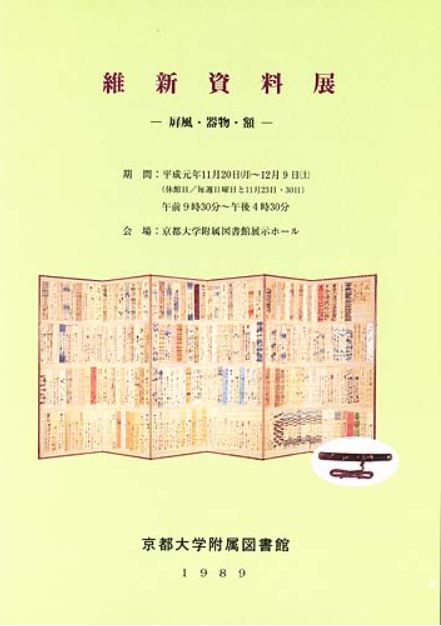 維新資料展
― 屏風・器物・額 ―
期　間：平成元年11月20日(月)～12月9日(土)
(休館日／毎週日曜日と11月23日・30日)
午前9時30分～午後4時30分
会　場：京都大学附属図書館展示ホール
京都大学附属図書館
1989